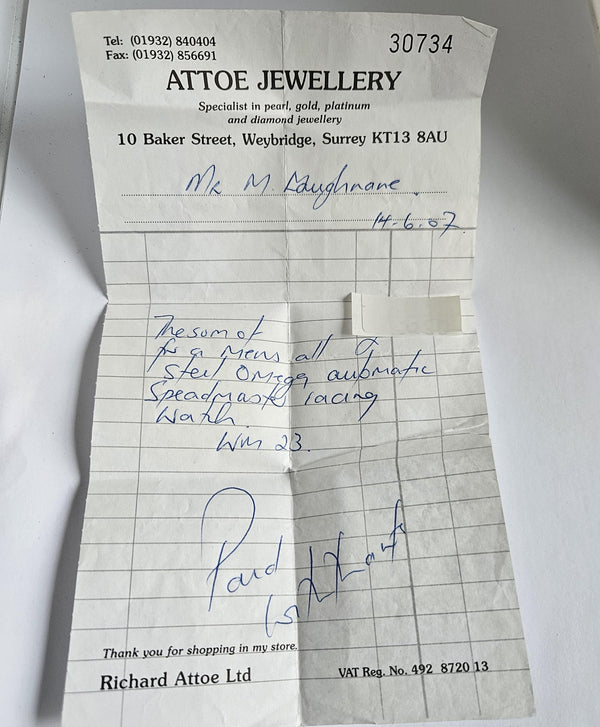 Tel: (01932) 840404
Fax: (01932) 856691
30734
ATTOE JEWELLERY
Specialist in pearl, gold, platinum
and diamond jewellery
10 Baker Street, Weybridge, Surrey KT13 8AU
Mr M. Loughnane
14-6-07
The sum of
for a Mens all
Steel Omega automatic
Speadmaster racing
Watch
WM 23.
Paid
with thanks
Thank you for shopping in my store.
Richard Attoe Ltd
VAT Reg. No. 492 8720 13